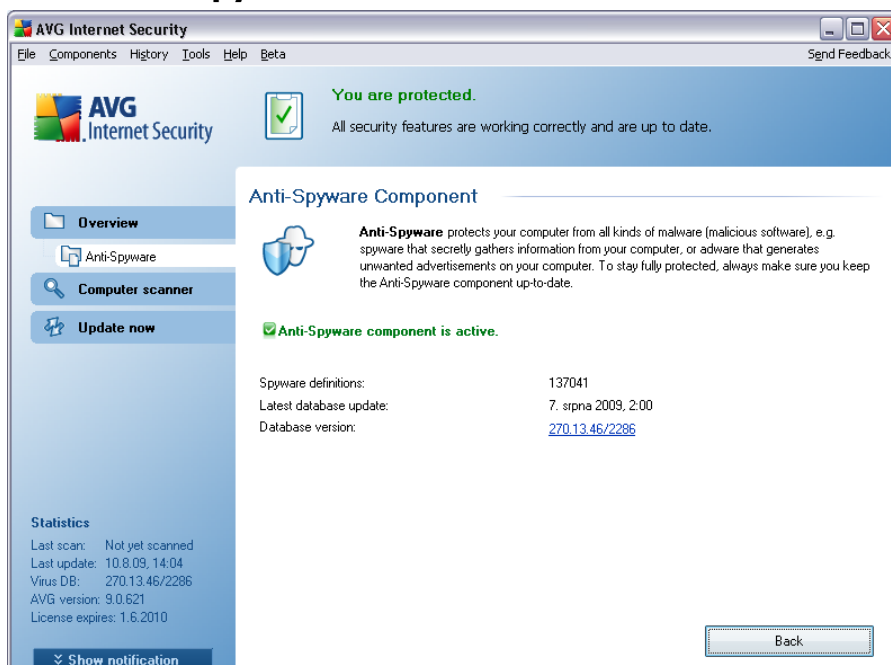 AVG Internet Security
File Components History Tools Help Beta Send Feedback
AVG
Internet Security
You are protected.
All security features are working correctly and are up to date.
Overview
Anti-Spyware
Computer scanner
Update now
Anti-Spyware Component
Anti-Spyware protects your computer from all kinds of malware (malicious software), e.g.
spyware that secretly gathers information from your computer, or adware that generates
unwanted advertisements on your computer. To stay fully protected, always make sure you keep
the Anti-Spyware component up-to-date.
Anti-Spyware component is active.
Spyware definitions: 137041
Latest database update: 7. srpna 2009, 2:00
Database version: 270.13.46/2286
Statistics
Last scan: Not yet scanned
Last update: 10.8.09, 14:04
Virus DB: 270.13.46/2286
AVG version: 9.0.621
License expires: 1.6.2010
Show notification
Back